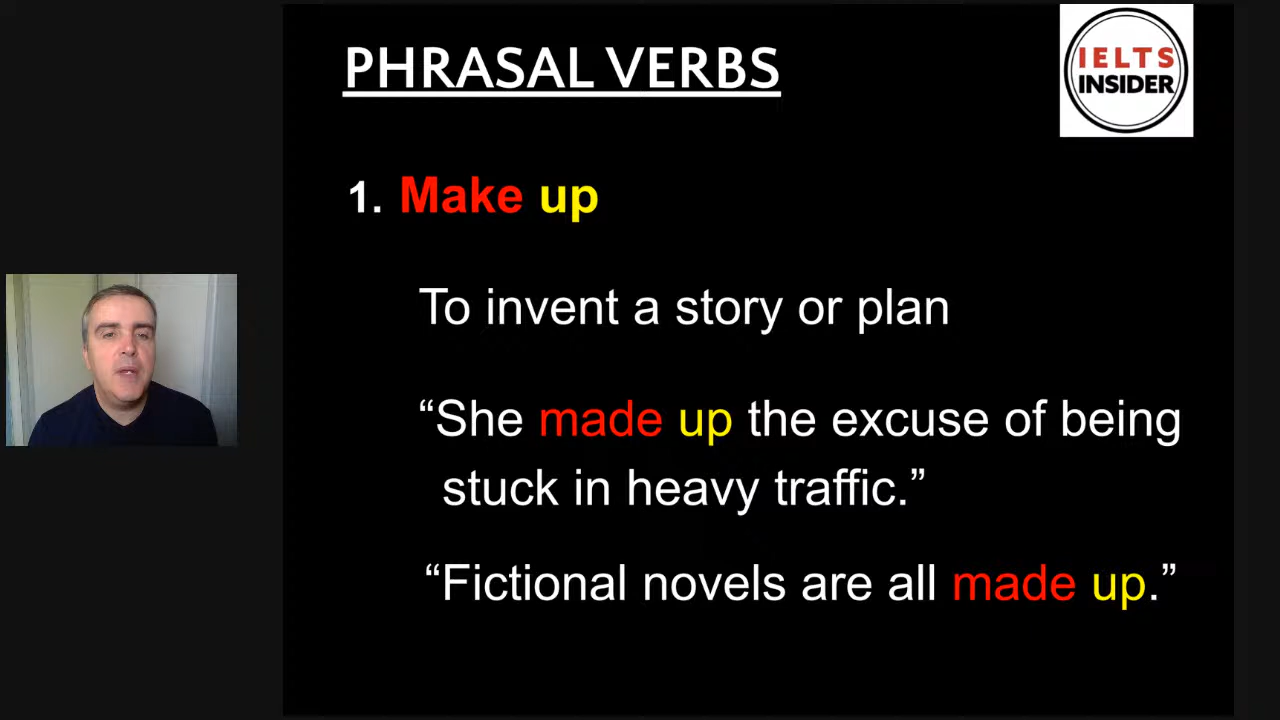 PHRASAL VERBS
IELTS
INSIDER
1. Make up
To invent a story or plan
“She made up the excuse of being
stuck in heavy traffic.”
“Fictional novels are all made up.”